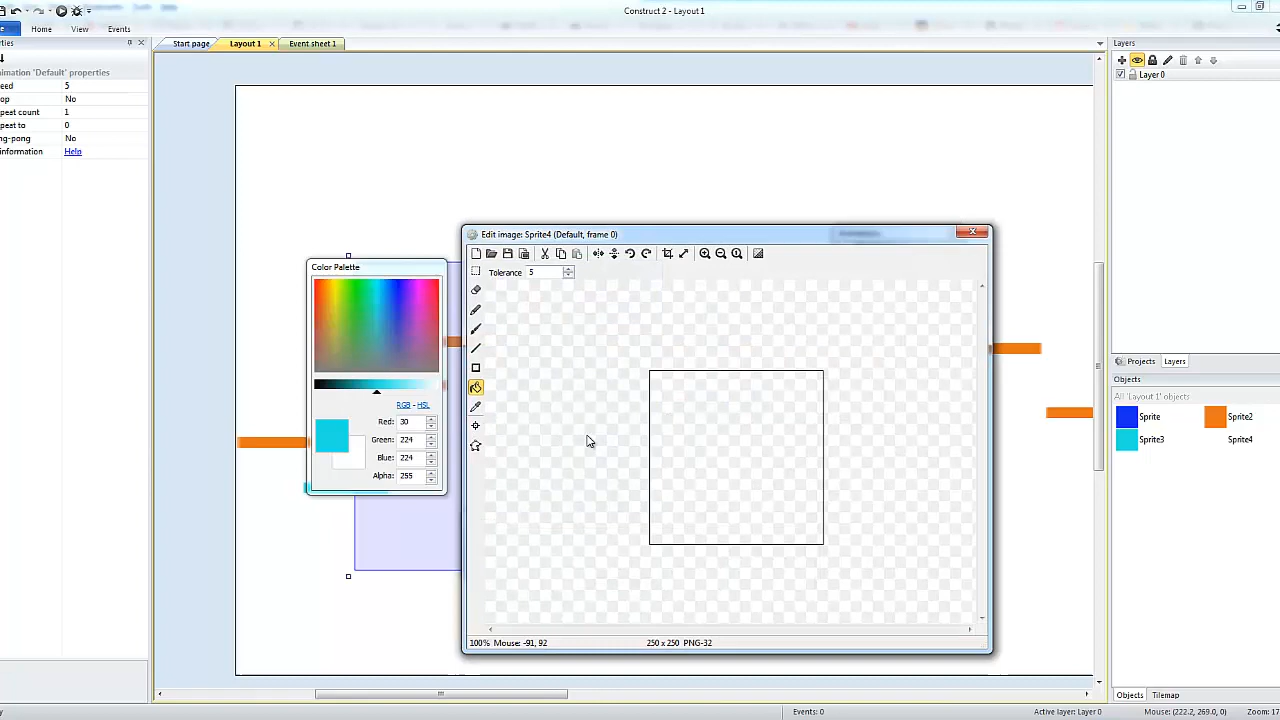 Construct 2 - Layout 1
Home View Events
Start page Layout 1 Event sheet 1
Layers
Layer 0
nimation 'Default' properties
eed 5
op No
peat count 1
peat to 0
ng-pong No
information Help
Edit image: Sprite4 (Default, frame 0)
Tolerance 5
Color Palette
RGB - HSL
Red: 30
Green: 224
Blue: 224
Alpha: 255
100% Mouse: -91, 92 250 x 250 PNG-32
Projects Layers
Objects
All 'Layout 1' objects
Sprite Sprite2
Sprite3 Sprite4
Objects Tilemap
Events: 0 Active layer: Layer 0 Mouse: (222.2, 269.0, 0) Zoom: 17